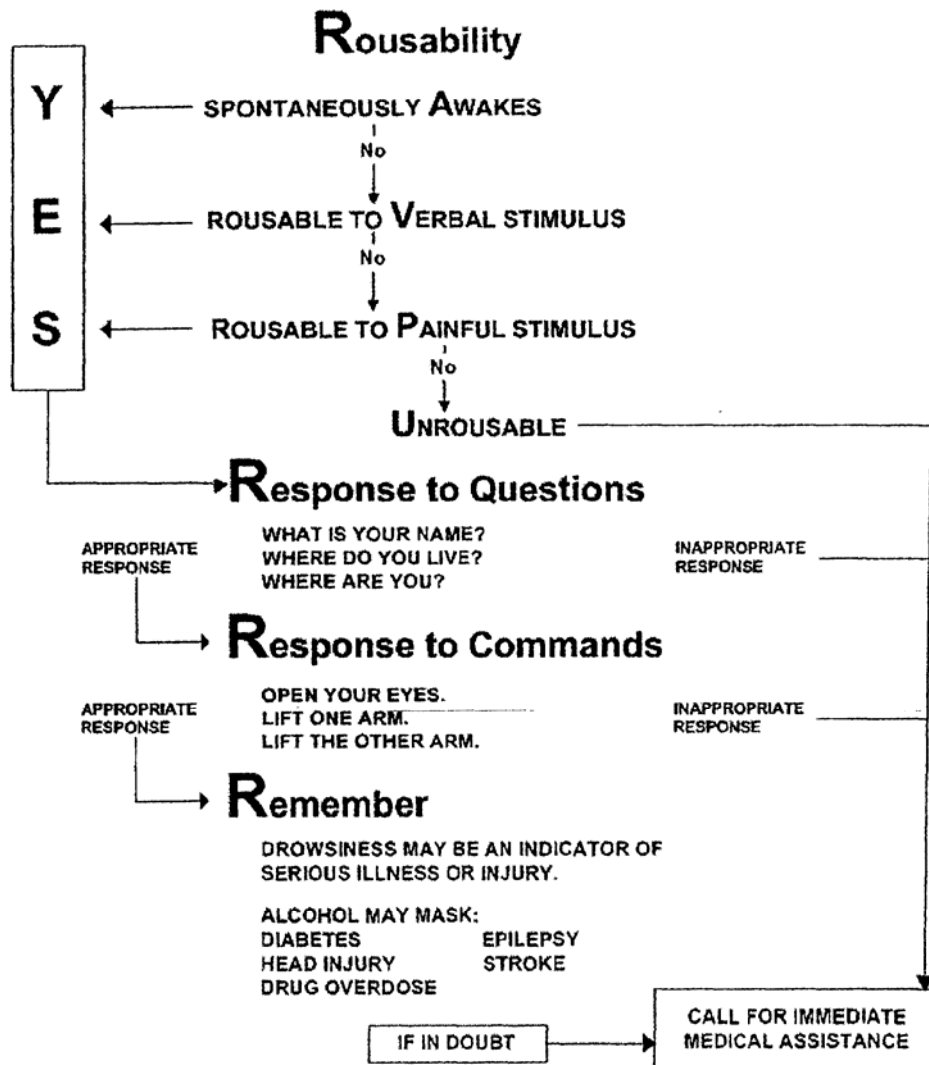 Rousability
Y
E
S
SPONTANEOUSLY AWAKES
No
ROUSABLE TO VERBAL STIMULUS
No
ROUSABLE TO PAINFUL STIMULUS
No
UNROUSABLE
Response to Questions
WHAT IS YOUR NAME?
WHERE DO YOU LIVE?
WHERE ARE YOU?
APPROPRIATE
RESPONSE
INAPPROPRIATE
RESPONSE
Response to Commands
OPEN YOUR EYES.
LIFT ONE ARM.
LIFT THE OTHER ARM.
APPROPRIATE
RESPONSE
INAPPROPRIATE
RESPONSE
Remember
DROWSINESS MAY BE AN INDICATOR OF
SERIOUS ILLNESS OR INJURY.
ALCOHOL MAY MASK:
DIABETES EPILEPSY
HEAD INJURY STROKE
DRUG OVERDOSE
IF IN DOUBT
CALL FOR IMMEDIATE
MEDICAL ASSISTANCE